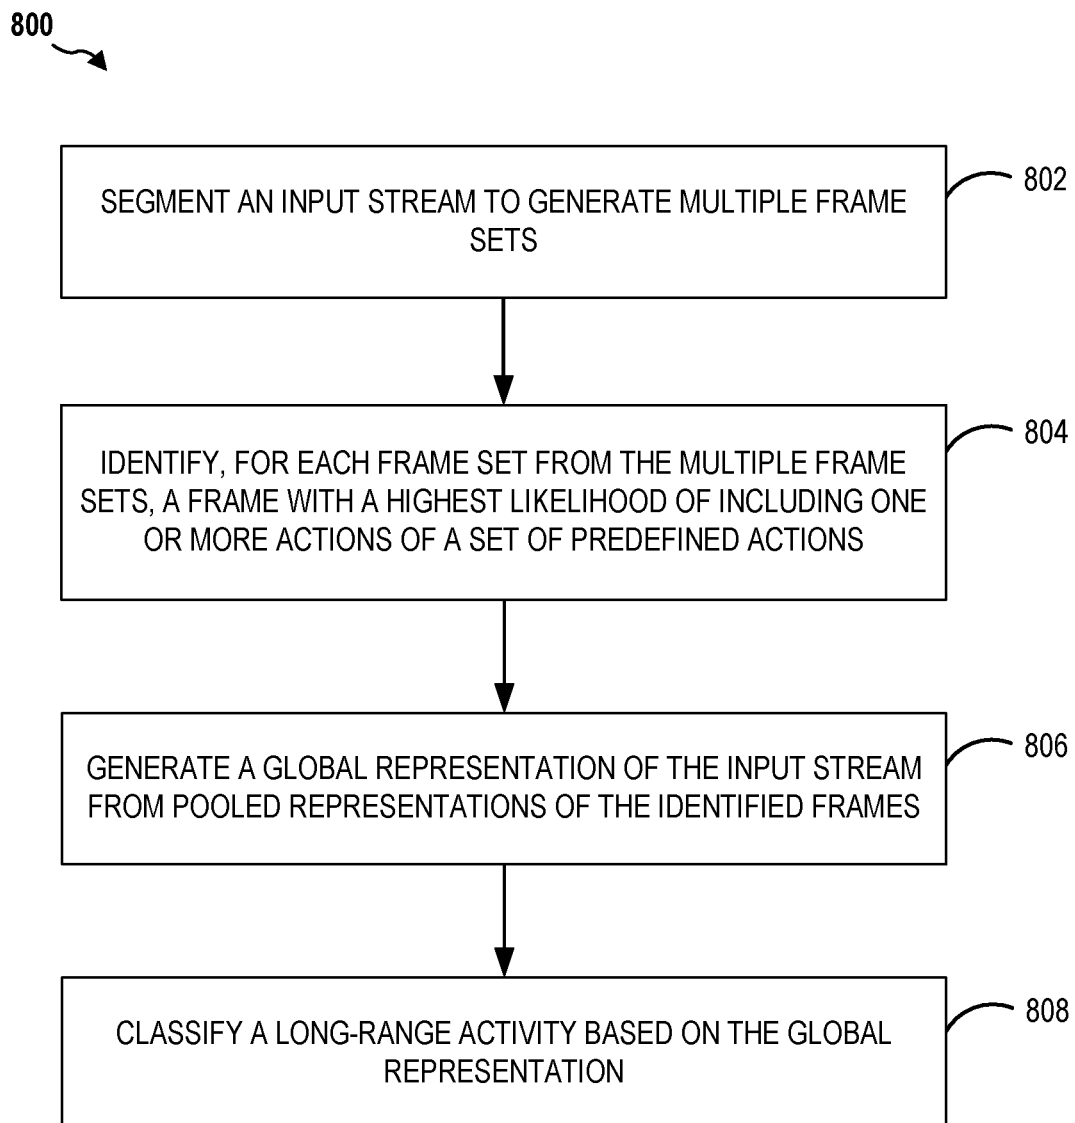 800
SEGMENT AN INPUT STREAM TO GENERATE MULTIPLE FRAME
SETS
802
IDENTIFY, FOR EACH FRAME SET FROM THE MULTIPLE FRAME
SETS, A FRAME WITH A HIGHEST LIKELIHOOD OF INCLUDING ONE
OR MORE ACTIONS OF A SET OF PREDEFINED ACTIONS
804
GENERATE A GLOBAL REPRESENTATION OF THE INPUT STREAM
FROM POOLED REPRESENTATIONS OF THE IDENTIFIED FRAMES
806
CLASSIFY A LONG-RANGE ACTIVITY BASED ON THE GLOBAL
REPRESENTATION
808